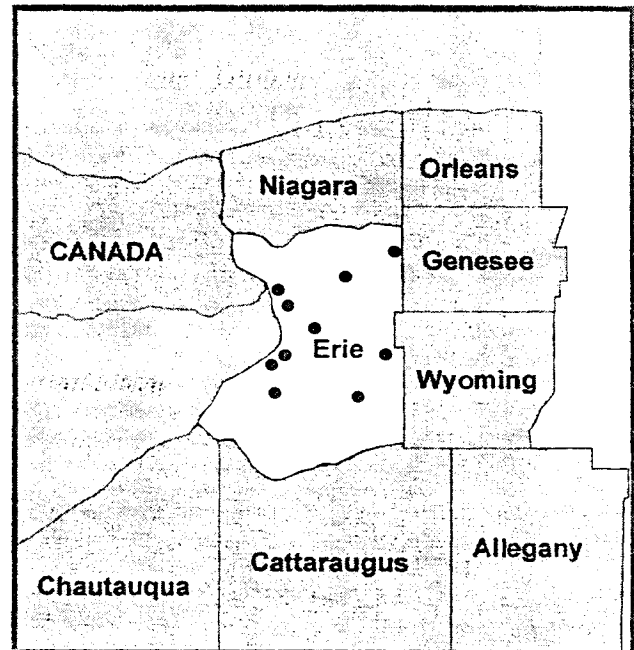 Niagara
Orleans
CANADA
Genesee
Erie
Wyoming
Cattaraugus
Allegany
Chautauqua